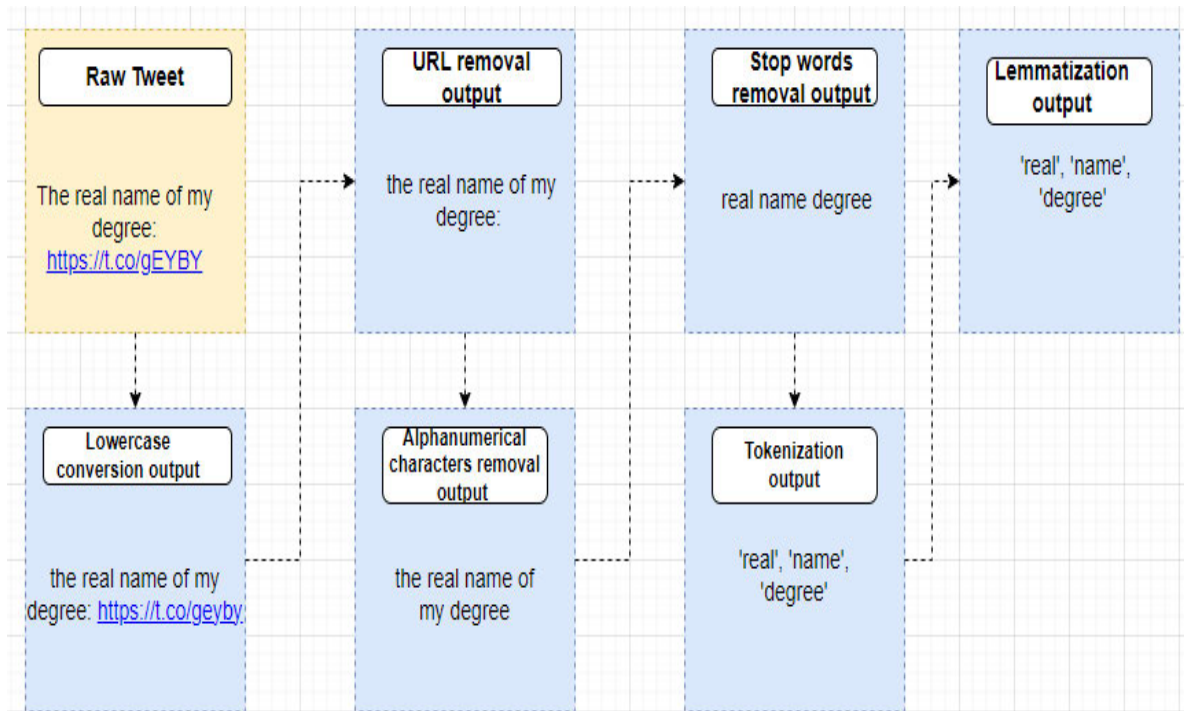 Raw Tweet
The real name of my
degree:
https://t.co/gEYBY
Lowercase
conversion output
the real name of my
degree: https://t.co/geyby
URL removal
output
the real name of my
degree:
Alphanumerical
characters removal
output
the real name of
my degree
Stop words
removal output
real name degree
Tokenization
output
'real', 'name',
'degree'
Lemmatization
output
'real', 'name',
'degree'